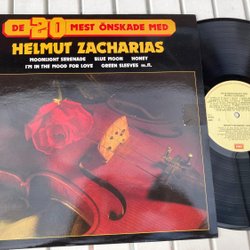 DE 20 MEST ÖNSKADE MED
HELMUT ZACHARIAS
MOONLIGHT SERENADE BLUE MOON HONEY
I'M IN THE MOOD FOR LOVE GREEN SLEEVES m.fl.
EMI